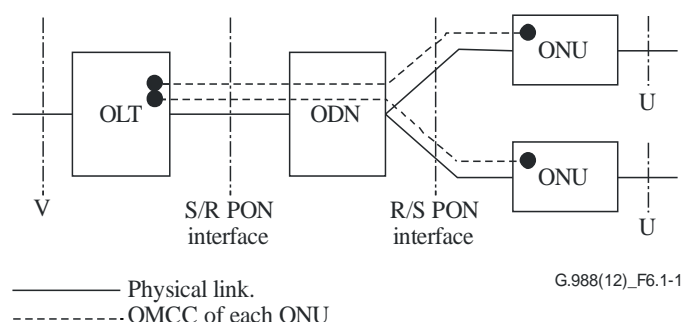 OLT
ODN
ONU
U
ONU
U
V
S/R PON
interface
R/S PON
interface
Physical link.
OMCC of each ONU
G.988(12)_F6.1-1